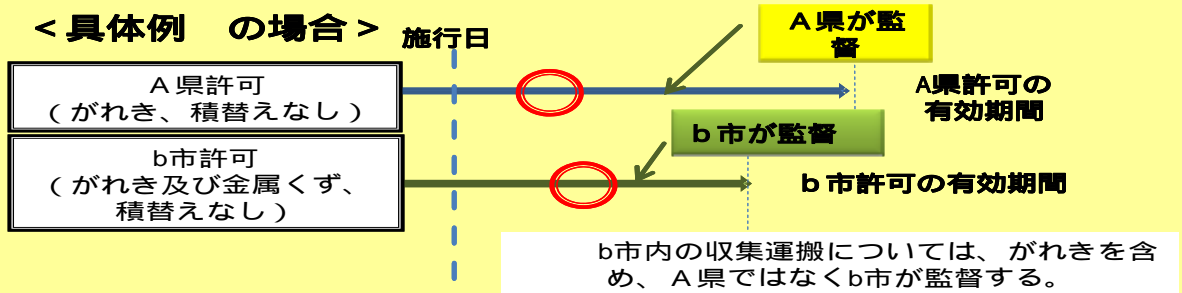 ＜具体例　の場合＞
施行日
A県が監
督
A県許可
（がれき、積替えなし）
A県許可の
有効期間
b市が監督
b市許可
（がれき及び金属くず、
積替えなし）
b市許可の有効期間
b市内の収集運搬については、がれきを含
め、A県ではなくb市が監督する。